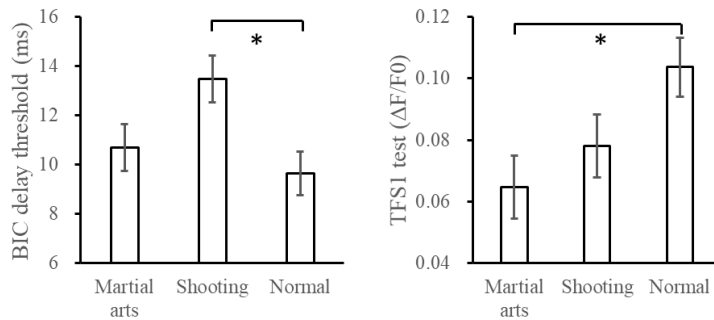 BIC delay threshold (ms)
16
14
12
10
8
6
*
Martial
arts
Shooting
Normal
TFS1 test (ΔF/F0)
0.12
0.10
0.08
0.06
0.04
*
Martial
arts
Shooting
Normal